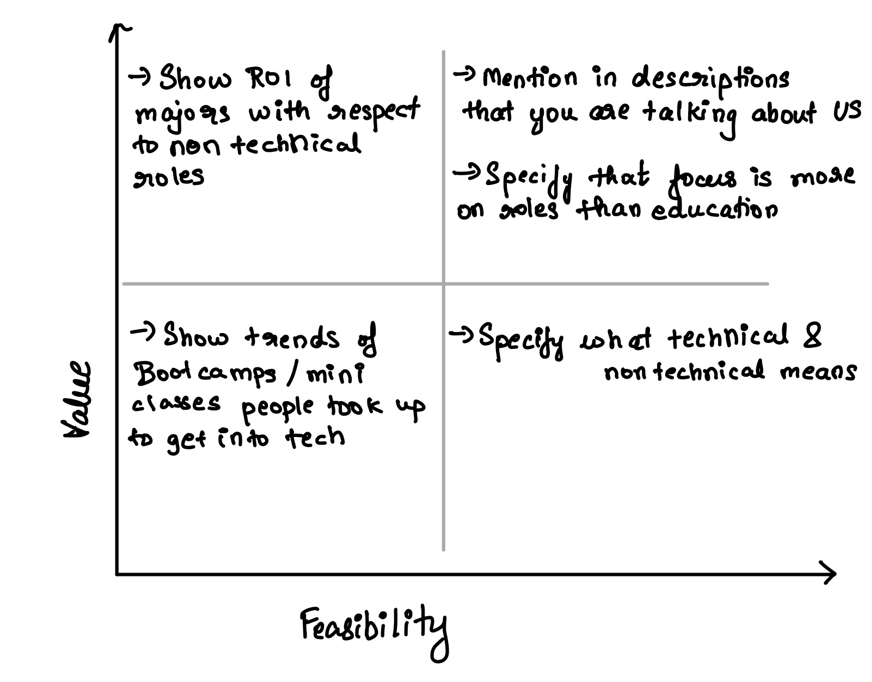 → Show ROI of
majors with respect
to non technical
roles
→ Mention in descriptions
that you are talking about US
→ Specify that focus is more
on roles than education
→ Show trends of
Bootcamps / mini
classes people took up
to get into tech
→ Specify what technical &
non technical means
Value
Feasibility